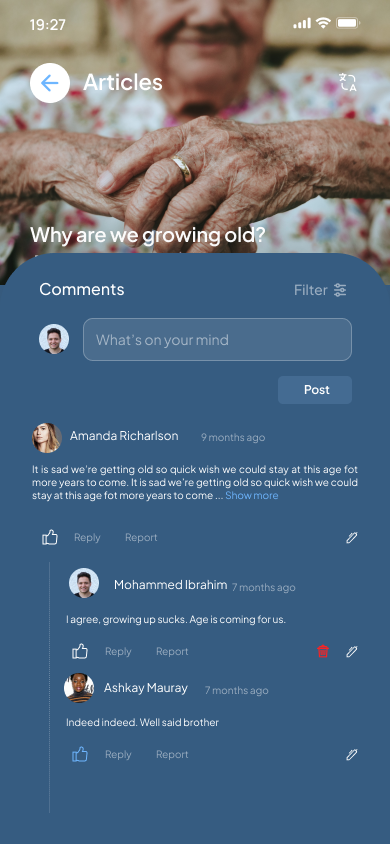 19:27
Articles
Why are we growing old?
Comments
Filter
What's on your mind
Post
Amanda Richarlson 9 months ago
It is sad we're getting old so quick wish we could stay at this age fot
more years to come. It is sad we're getting old so quick wish we could
stay at this age fot more years to come ... Show more
Reply Report
Mohammed Ibrahim 7 months ago
I agree, growing up sucks. Age is coming for us.
Reply Report
Ashkay Mauray 7 months ago
Indeed indeed. Well said brother
Reply Report